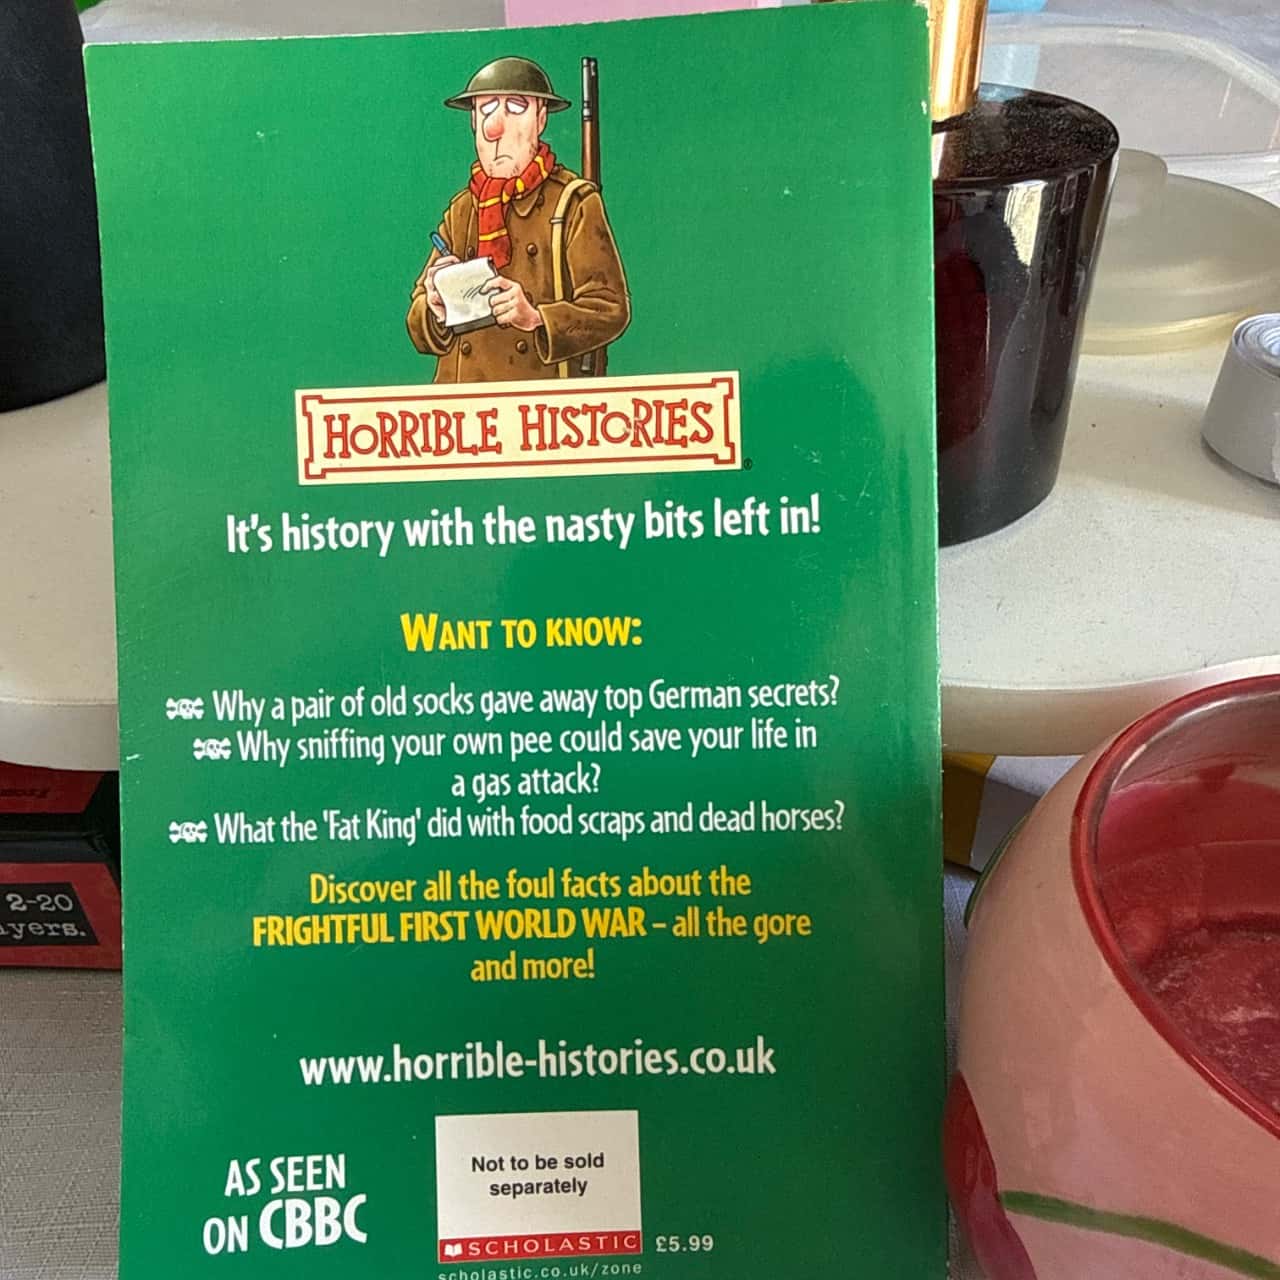 HORRIBLE HISTORIES®
It's history with the nasty bits left in!
WANT TO KNOW:
Why a pair of old socks gave away top German secrets?
Why sniffing your own pee could save your life in
a gas attack?
What the 'Fat King' did with food scraps and dead horses?
Discover all the foul facts about the
FRIGHTFUL FIRST WORLD WAR – all the gore
and more!
www.horrible-histories.co.uk
AS SEEN
ON CBBC
Not to be sold
separately
SCHOLASTIC £5.99
scholastic.co.uk/zone
2-20